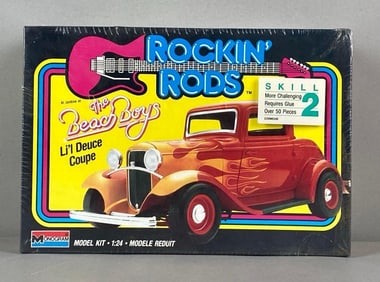 ROCKIN'
RODS™
The
Beach Boys
Li'l Deuce
Coupe
SKILL
2
More Challenging
Requires Glue
Over 50 Pieces
MONOGRAM
MODEL KIT • 1:24 • MODELE REDUIT